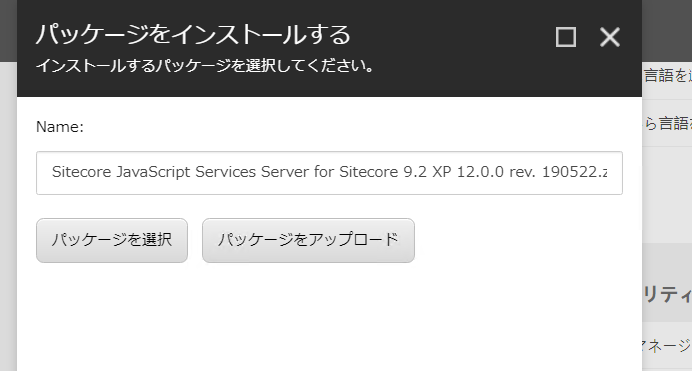 パッケージをインストールする
インストールするパッケージを選択してください。
言語を
Name:
ら言語を
Sitecore JavaScript Services Server for Sitecore 9.2 XP 12.0.0 rev. 190522.z
パッケージを選択
パッケージをアップロード
リティ
マネージ